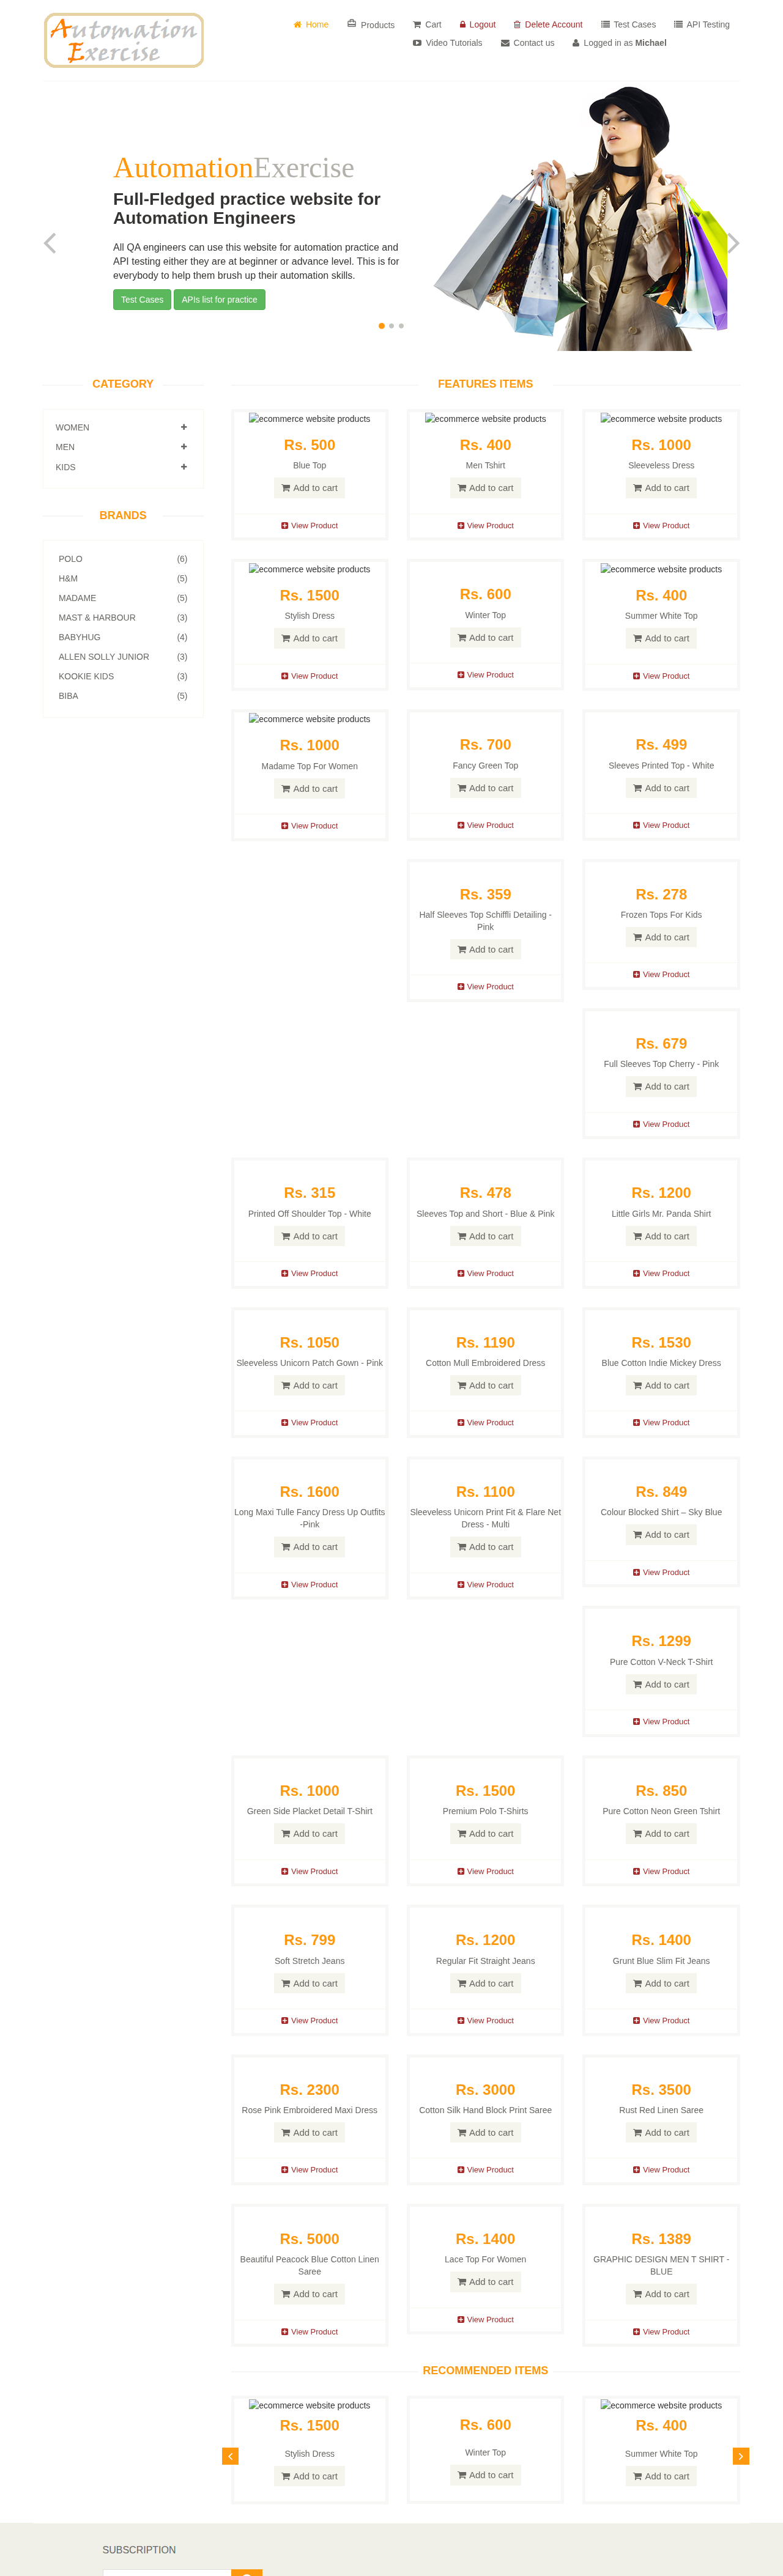 Automation
Exercise
Home
Products
Cart
Logout
Delete Account
Test Cases
API Testing
Video Tutorials
Contact us
Logged in as Michael
AutomationExercise
Full-Fledged practice website for
Automation Engineers
All QA engineers can use this website for automation practice and
API testing either they are at beginner or advance level. This is for
everybody to help them brush up their automation skills.
Test Cases
APIs list for practice
CATEGORY
WOMEN
MEN
KIDS
BRANDS
POLO (6)
H&M (5)
MADAME (5)
MAST & HARBOUR (3)
BABYHUG (4)
ALLEN SOLLY JUNIOR (3)
KOOKIE KIDS (3)
BIBA (5)
FEATURES ITEMS
ecommerce website products
Rs. 500
Blue Top
Add to cart
View Product
ecommerce website products
Rs. 400
Men Tshirt
Add to cart
View Product
ecommerce website products
Rs. 1000
Sleeveless Dress
Add to cart
View Product
ecommerce website products
Rs. 1500
Stylish Dress
Add to cart
View Product
Rs. 600
Winter Top
Add to cart
View Product
ecommerce website products
Rs. 400
Summer White Top
Add to cart
View Product
ecommerce website products
Rs. 1000
Madame Top For Women
Add to cart
View Product
Rs. 700
Fancy Green Top
Add to cart
View Product
Rs. 499
Sleeves Printed Top - White
Add to cart
View Product
Rs. 359
Half Sleeves Top Schiffli Detailing -
Pink
Add to cart
View Product
Rs. 278
Frozen Tops For Kids
Add to cart
View Product
Rs. 679
Full Sleeves Top Cherry - Pink
Add to cart
View Product
Rs. 315
Printed Off Shoulder Top - White
Add to cart
View Product
Rs. 478
Sleeves Top and Short - Blue & Pink
Add to cart
View Product
Rs. 1200
Little Girls Mr. Panda Shirt
Add to cart
View Product
Rs. 1050
Sleeveless Unicorn Patch Gown - Pink
Add to cart
View Product
Rs. 1190
Cotton Mull Embroidered Dress
Add to cart
View Product
Rs. 1530
Blue Cotton Indie Mickey Dress
Add to cart
View Product
Rs. 1600
Long Maxi Tulle Fancy Dress Up Outfits
-Pink
Add to cart
View Product
Rs. 1100
Sleeveless Unicorn Print Fit & Flare Net
Dress - Multi
Add to cart
View Product
Rs. 849
Colour Blocked Shirt – Sky Blue
Add to cart
View Product
Rs. 1299
Pure Cotton V-Neck T-Shirt
Add to cart
View Product
Rs. 1000
Green Side Placket Detail T-Shirt
Add to cart
View Product
Rs. 1500
Premium Polo T-Shirts
Add to cart
View Product
Rs. 850
Pure Cotton Neon Green Tshirt
Add to cart
View Product
Rs. 799
Soft Stretch Jeans
Add to cart
View Product
Rs. 1200
Regular Fit Straight Jeans
Add to cart
View Product
Rs. 1400
Grunt Blue Slim Fit Jeans
Add to cart
View Product
Rs. 2300
Rose Pink Embroidered Maxi Dress
Add to cart
View Product
Rs. 3000
Cotton Silk Hand Block Print Saree
Add to cart
View Product
Rs. 3500
Rust Red Linen Saree
Add to cart
View Product
Rs. 5000
Beautiful Peacock Blue Cotton Linen
Saree
Add to cart
View Product
Rs. 1400
Lace Top For Women
Add to cart
View Product
Rs. 1389
GRAPHIC DESIGN MEN T SHIRT -
BLUE
Add to cart
View Product
RECOMMENDED ITEMS
ecommerce website products
Rs. 1500
Stylish Dress
Add to cart
Rs. 600
Winter Top
Add to cart
ecommerce website products
Rs. 400
Summer White Top
Add to cart
SUBSCRIPTION